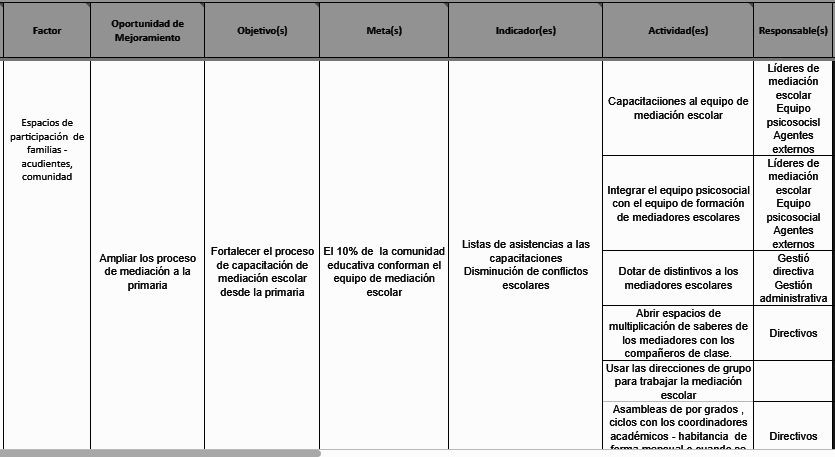 Factor
Oportunidad de
Mejoramiento
Objetivo(s)
Meta(s)
Indicador(es)
Actividad(es)
Responsable(s)
Espacios de
participación de
familias -
acudientes,
comunidad
Ampliar los proceso
de mediación a la
primaria
Fortalecer el proceso
de capacitación de
mediación escolar
desde la primaria
El 10% de la comunidad
educativa conforman el
equipo de mediación
escolar
Listas de asistencias a las
capacitaciones
Disminución de conflictos
escolares
Capacitaciiones al equipo de
mediación escolar
Líderes de
mediación
escolar
Equipo
psicosocisl
Agentes
externos
Integrar el equipo psicosocial
con el equipo de formación
de mediadores escolares
Líderes de
mediación
escolar
Equipo
psicosocial
Agentes
externos
Dotar de distintivos a los
mediadores escolares
Gestió
directiva
Gestión
administrativa
Abrir espacios de
multiplicación de saberes de
los mediadores con los
compañeros de clase.
Directivos
Usar las direcciones de grupo
para trabajar la mediación
escolar
Asambleas de por grados ,
ciclos con los coordinadores
académicos - habitancia de
forma mensual o cuando se
Directivos